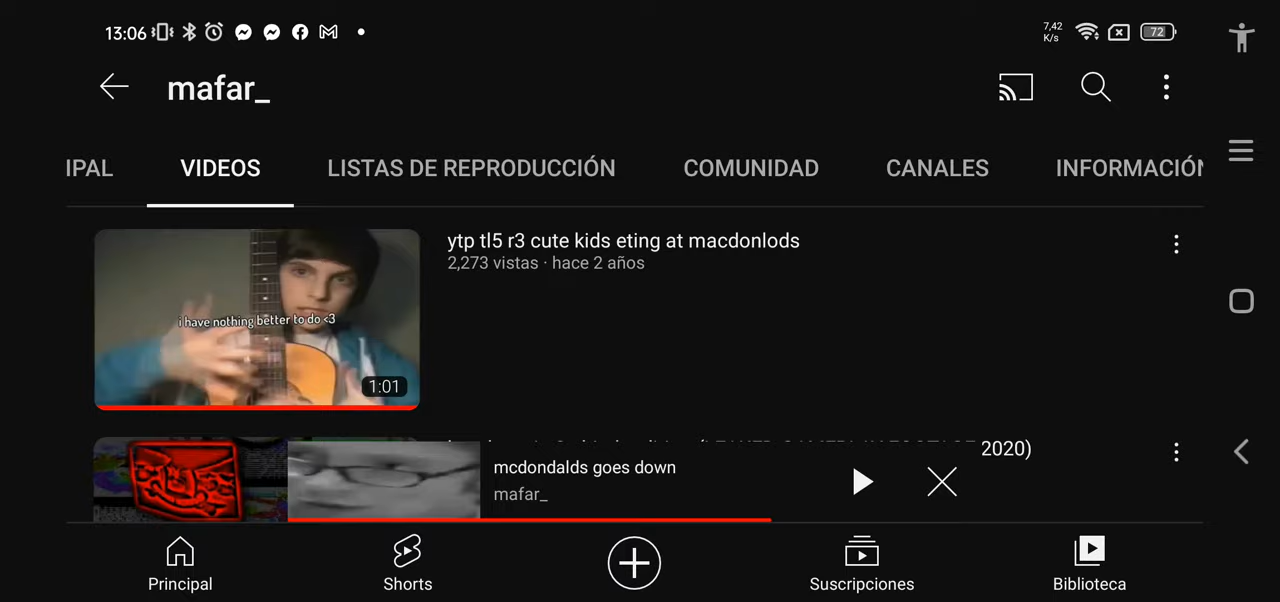 13:06
7,42
K/s
72
mafar_
IPAL
VIDEOS
LISTAS DE REPRODUCCIÓN
COMUNIDAD
CANALES
INFORMACIÓN
i have nothing better to do <3
1:01
ytp tl5 r3 cute kids eting at macdonlods
2,273 vistas · hace 2 años
2020)
mcdondalds goes down
mafar_
Principal
Shorts
Suscripciones
Biblioteca